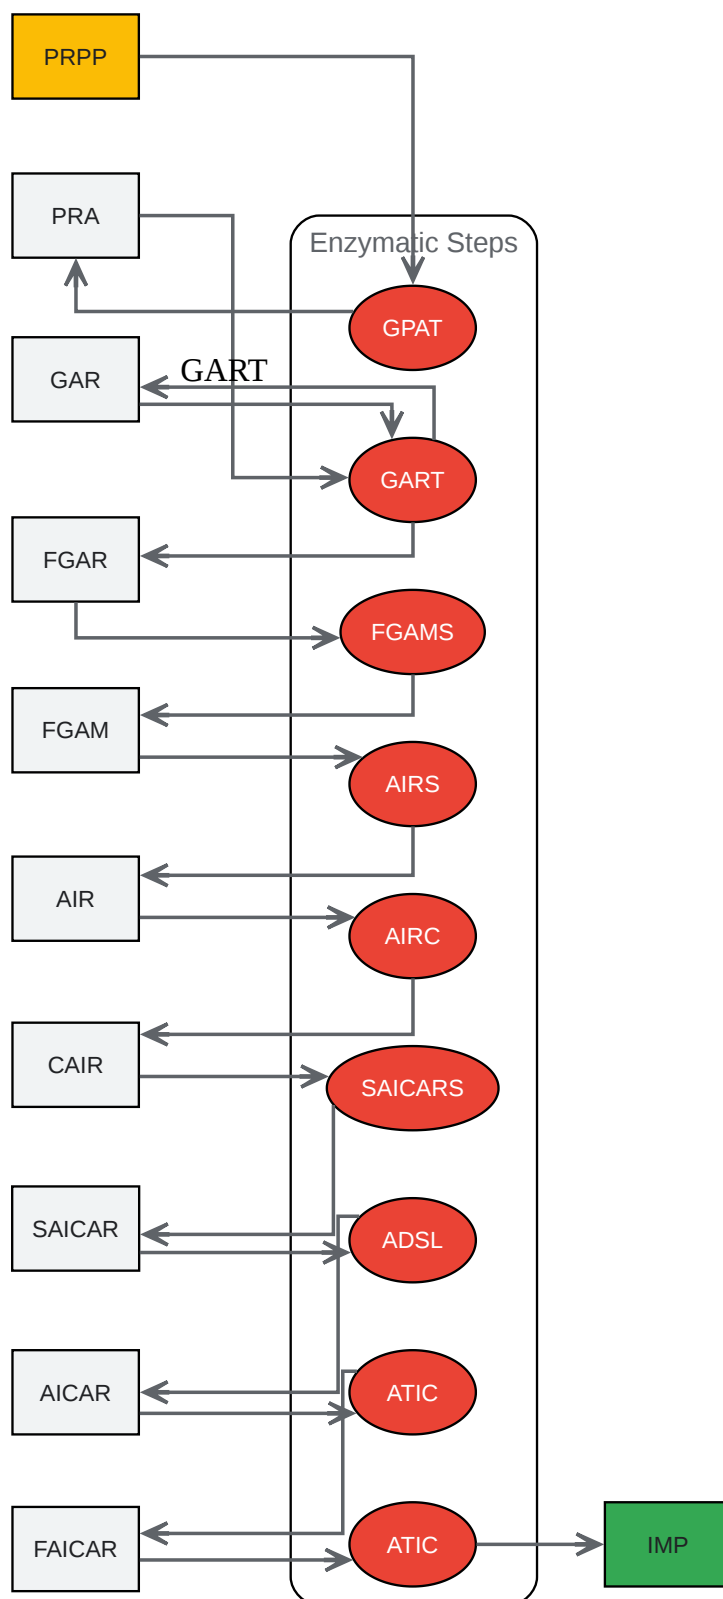 PRPP
PRA
Enzymatic Steps
GPAT
GART
GAR
GART
FGAR
FGAMS
FGAM
AIRS
AIR
AIRC
CAIR
SAICARS
SAICAR
ADSL
AICAR
ATIC
FAICAR
ATIC
IMP